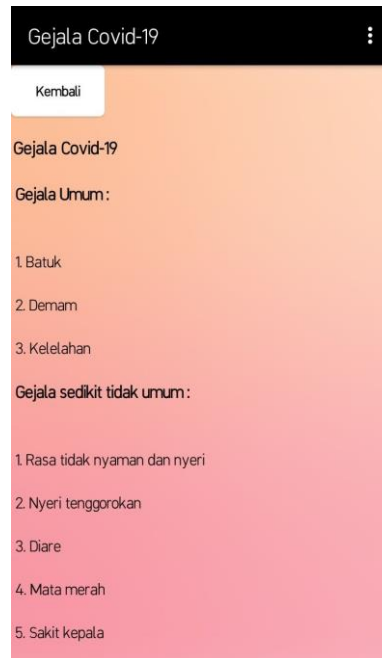 Gejala Covid-19
Kembali
Gejala Covid-19
Gejala Umum :
1. Batuk
2. Demam
3. Kelelahan
Gejala sedikit tidak umum :
1. Rasa tidak nyaman dan nyeri
2. Nyeri tenggorokan
3. Diare
4. Mata merah
5. Sakit kepala